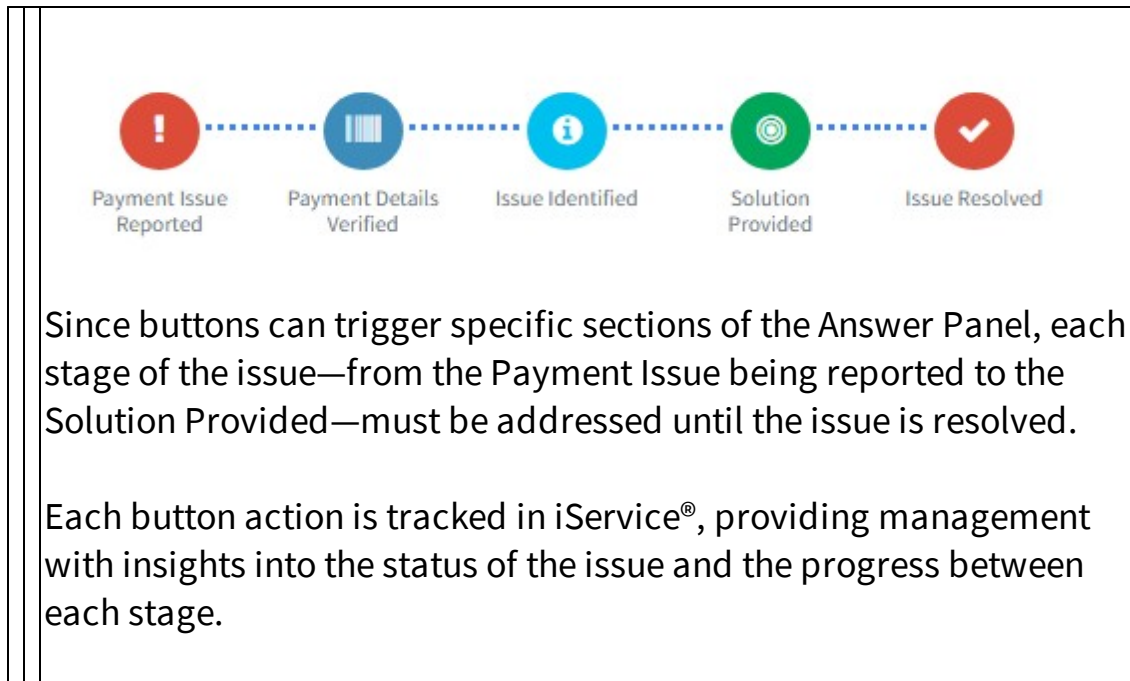 Payment Issue
Reported
Payment Details
Verified
Issue Identified
Solution
Provided
Issue Resolved
Since buttons can trigger specific sections of the Answer Panel, each
stage of the issue—from the Payment Issue being reported to the
Solution Provided—must be addressed until the issue is resolved.
Each button action is tracked in iService®, providing management
with insights into the status of the issue and the progress between
each stage.